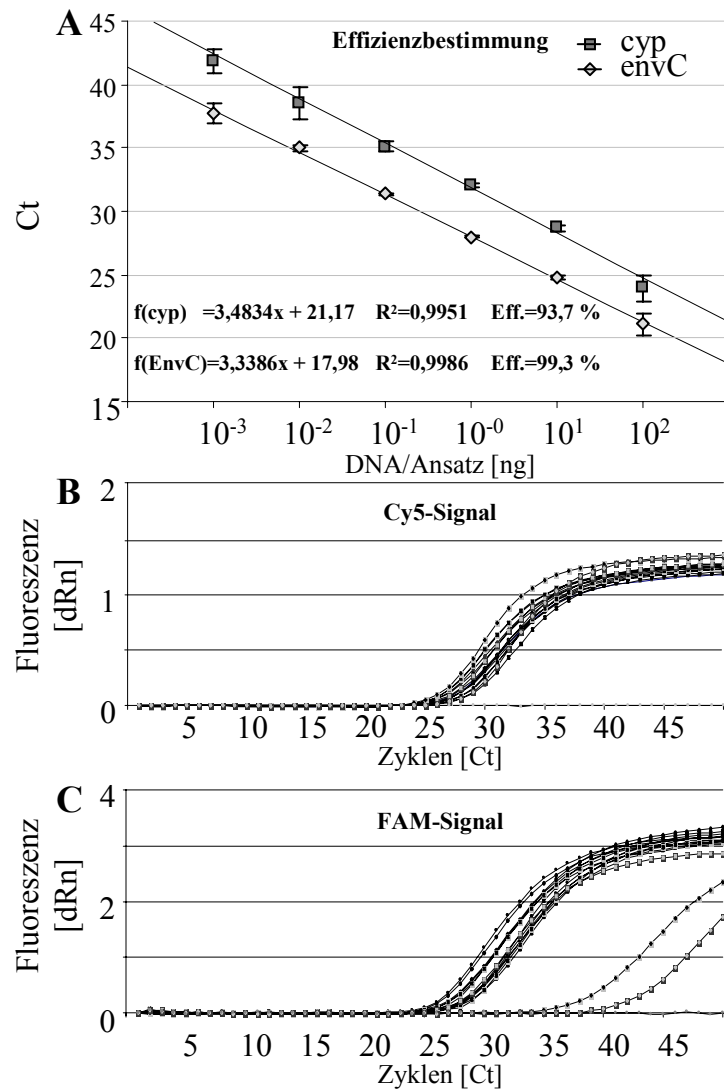 A
Effizienzbestimmung
cyp
envC
45
40
35
30
25
20
15
Ct
f(cyp) =3,4834x + 21,17 R²=0,9951 Eff.=93,7 %
f(EnvC)=3,3386x + 17,98 R²=0,9986 Eff.=99,3 %
10⁻³ 10⁻² 10⁻¹ 10⁻⁰ 10¹ 10²
DNA/Ansatz [ng]
B
Cy5-Signal
2
1
0
Fluoreszenz
[dRn]
5 10 15 20 25 30 35 40 45
Zyklen [Ct]
C
FAM-Signal
4
2
0
Fluoreszenz
[dRn]
5 10 15 20 25 30 35 40 45
Zyklen [Ct]